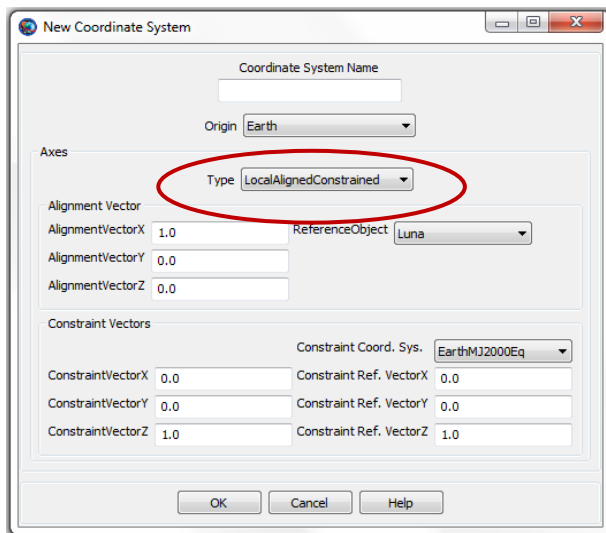 New Coordinate System
Coordinate System Name
Origin Earth
Axes
Type LocalAlignedConstrained
Alignment Vector
AlignmentVectorX 1.0 ReferenceObject Luna
AlignmentVectorY 0.0
AlignmentVectorZ 0.0
Constraint Vectors
Constraint Coord. Sys. EarthMJ2000Eq
ConstraintVectorX 0.0 Constraint Ref. VectorX 0.0
ConstraintVectorY 0.0 Constraint Ref. VectorY 0.0
ConstraintVectorZ 1.0 Constraint Ref. VectorZ 1.0
OK Cancel Help